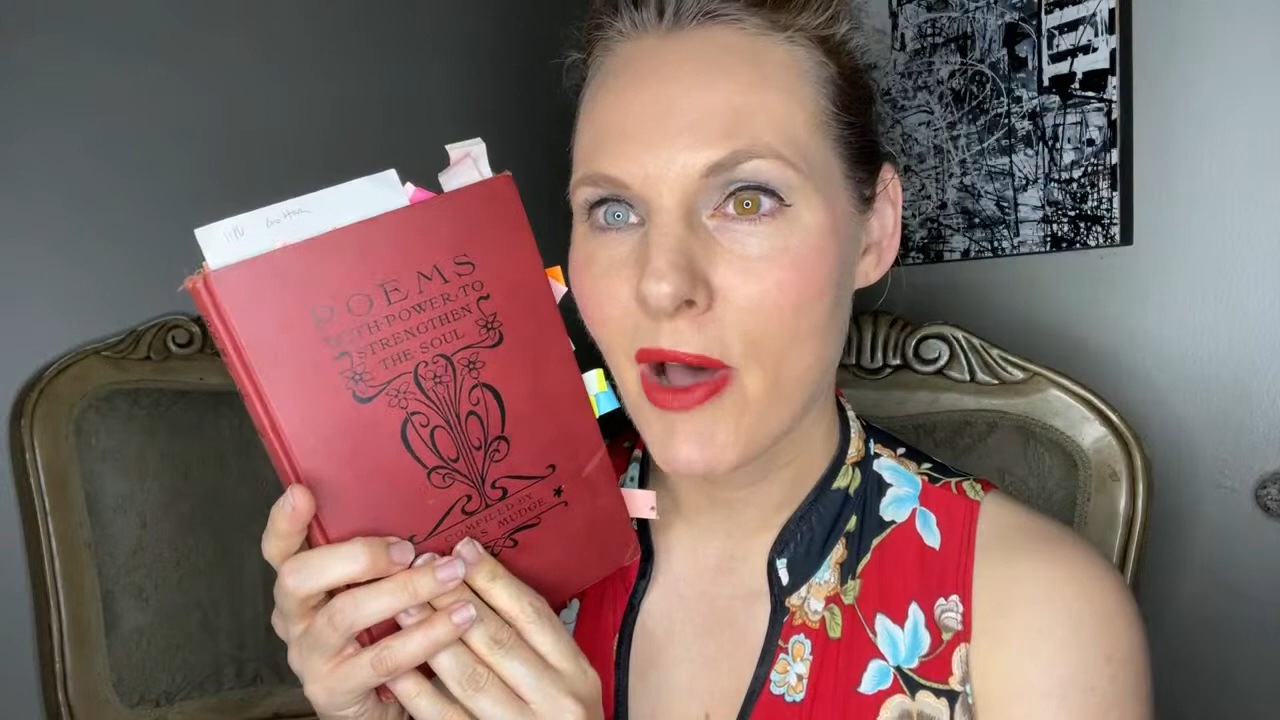 POEMS
WITH·POWER·TO
STRENGTHEN
THE·SOUL
COMPILED BY
MUDGE